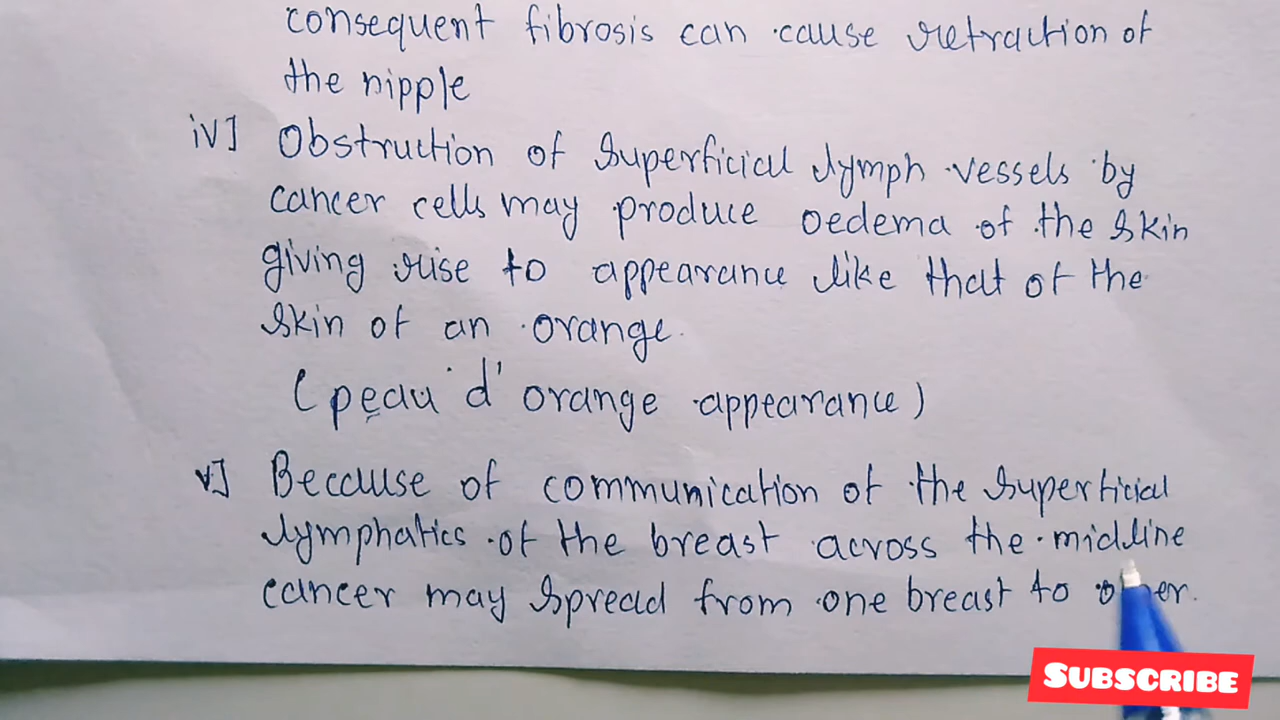 consequent fibrosis can cause retraction of
the nipple
iv] Obstruction of superficial lymph vessels by
cancer cells may produce oedema of the skin
giving rise to appearance like that of the
skin of an orange.
(peau d' orange appearance)
v] Because of communication of the superficial
lymphatics of the breast across the midline
cancer may spread from one breast to other.
SUBSCRIBE